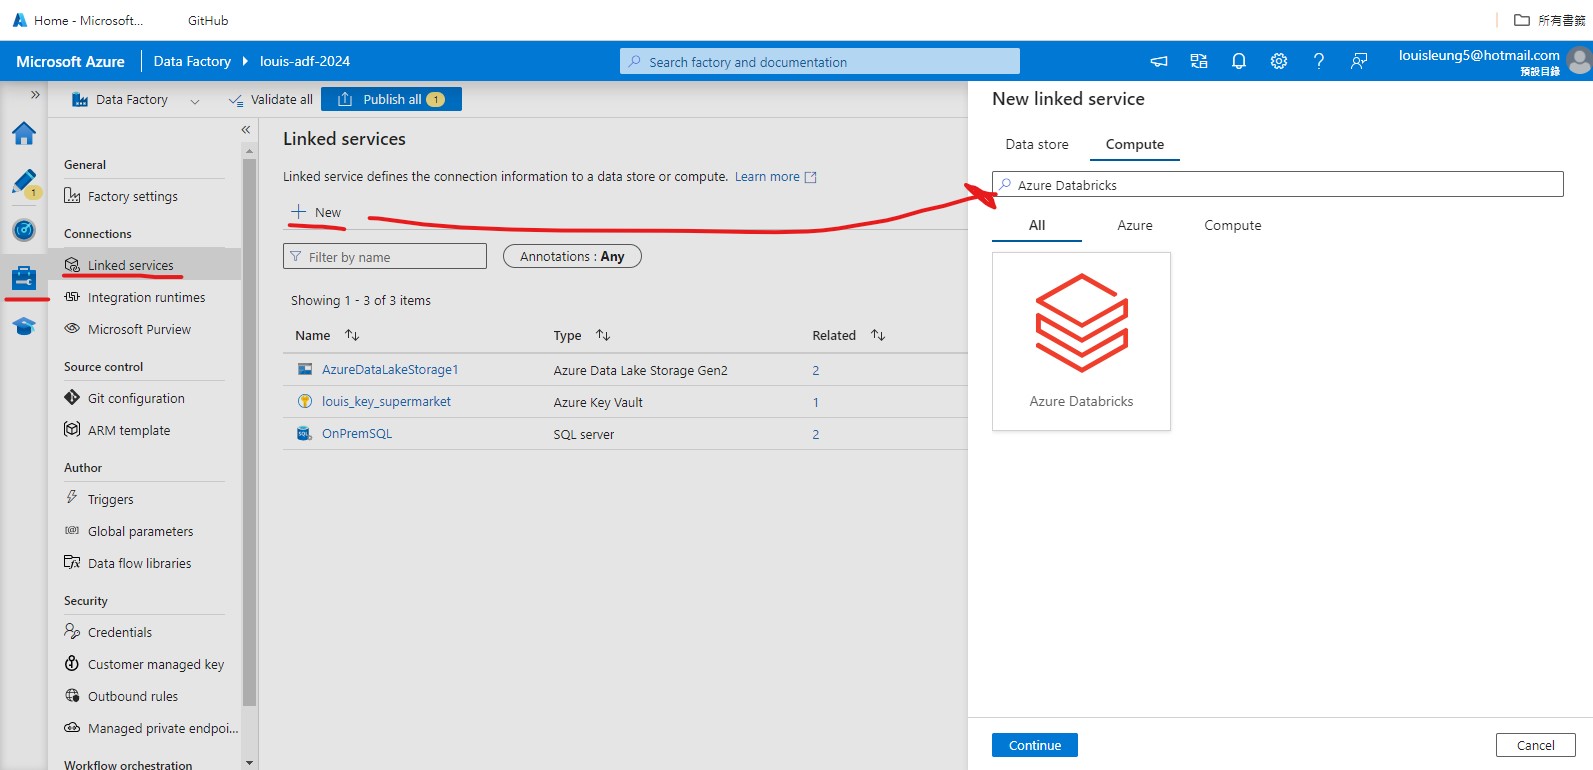 Home - Microsoft...
GitHub
所有書籤
Microsoft Azure
Data Factory
louis-adf-2024
Search factory and documentation
louisleung5@hotmail.com
預設目錄
Data Factory
Validate all
Publish all 1
1
General
Factory settings
Connections
Linked services
Integration runtimes
Microsoft Purview
Source control
Git configuration
ARM template
Author
Triggers
Global parameters
Data flow libraries
Security
Credentials
Customer managed key
Outbound rules
Managed private endpoi...
Workflow orchestration
Linked services
Linked service defines the connection information to a data store or compute. Learn more
New
Filter by name
Annotations : Any
Showing 1 - 3 of 3 items
Name Type Related
AzureDataLakeStorage1 Azure Data Lake Storage Gen2 2
louis_key_supermarket Azure Key Vault 1
OnPremSQL SQL server 2
New linked service
Data store Compute
Azure Databricks
All Azure Compute
Azure Databricks
Continue
Cancel